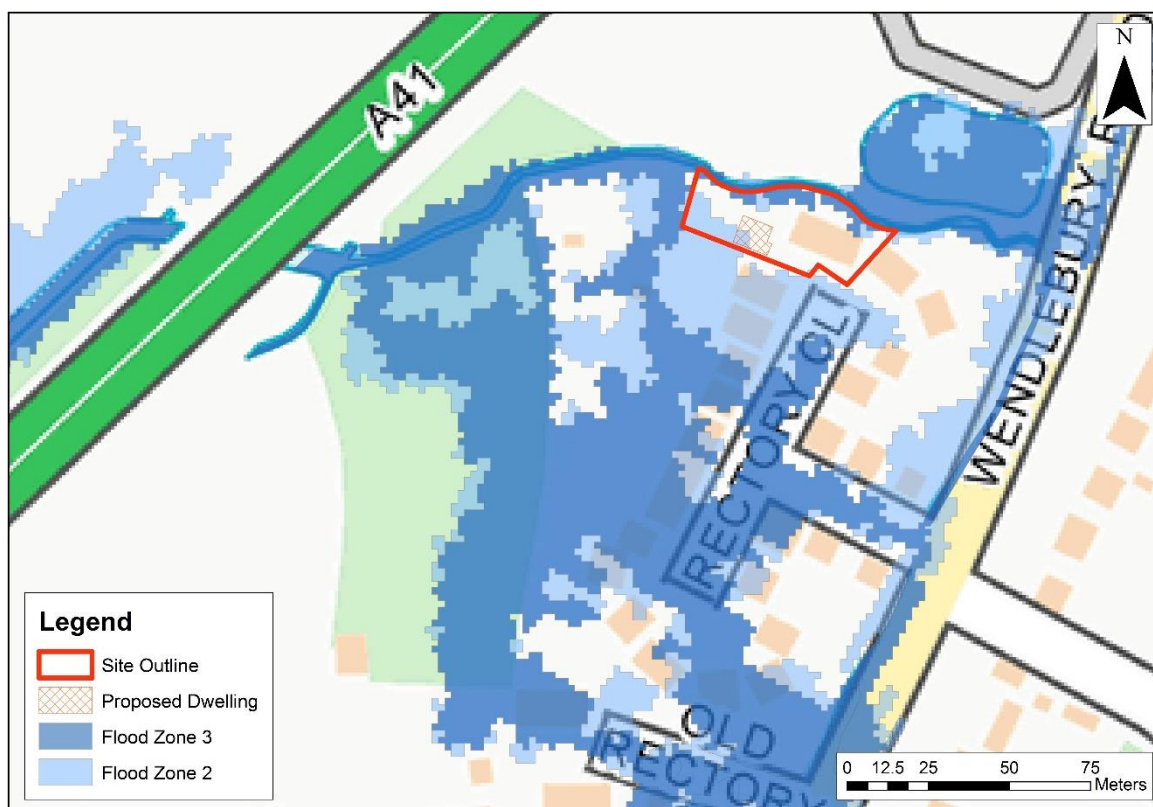 A41
N
WENDLEBURY R
RECTORY CL
OLD
RECTORY
Legend
Site Outline
Proposed Dwelling
Flood Zone 3
Flood Zone 2
0 12.5 25 50 75
Meters